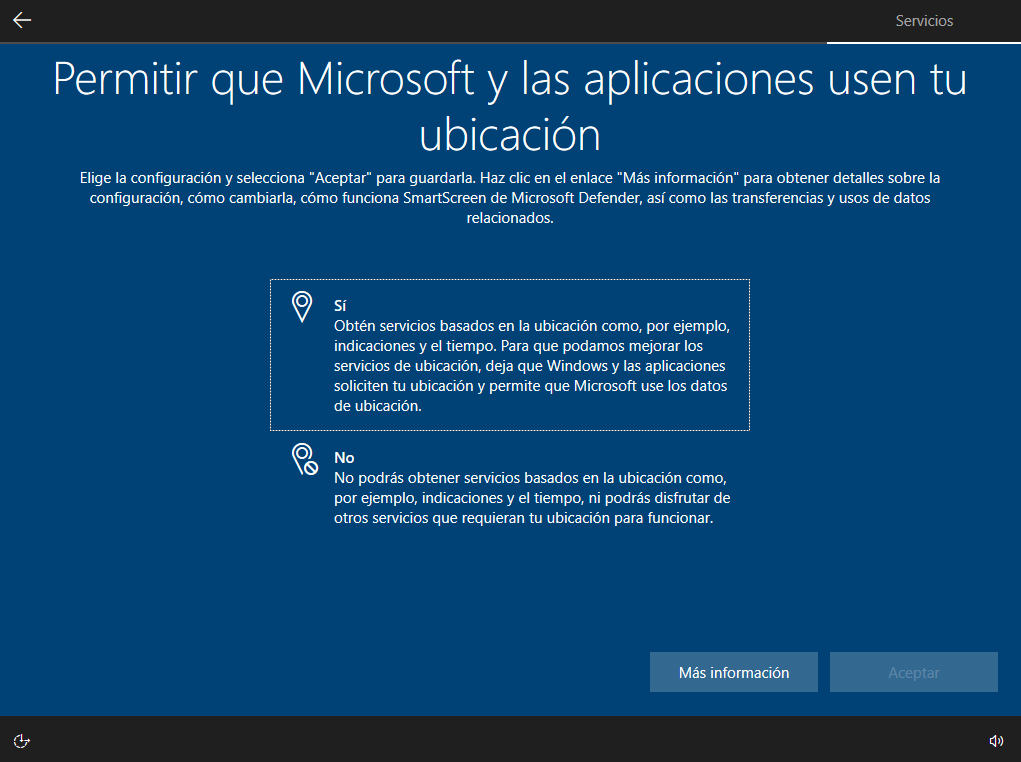 Servicios
Permitir que Microsoft y las aplicaciones usen tu
ubicación
Elige la configuración y selecciona "Aceptar" para guardarla. Haz clic en el enlace "Más información" para obtener detalles sobre la
configuración, cómo cambiarla, cómo funciona SmartScreen de Microsoft Defender, así como las transferencias y usos de datos
relacionados.
Sí
Obtén servicios basados en la ubicación como, por ejemplo,
indicaciones y el tiempo. Para que podamos mejorar los
servicios de ubicación, deja que Windows y las aplicaciones
soliciten tu ubicación y permite que Microsoft use los datos
de ubicación.
No
No podrás obtener servicios basados en la ubicación como,
por ejemplo, indicaciones y el tiempo, ni podrás disfrutar de
otros servicios que requieran tu ubicación para funcionar.
Más información
Aceptar